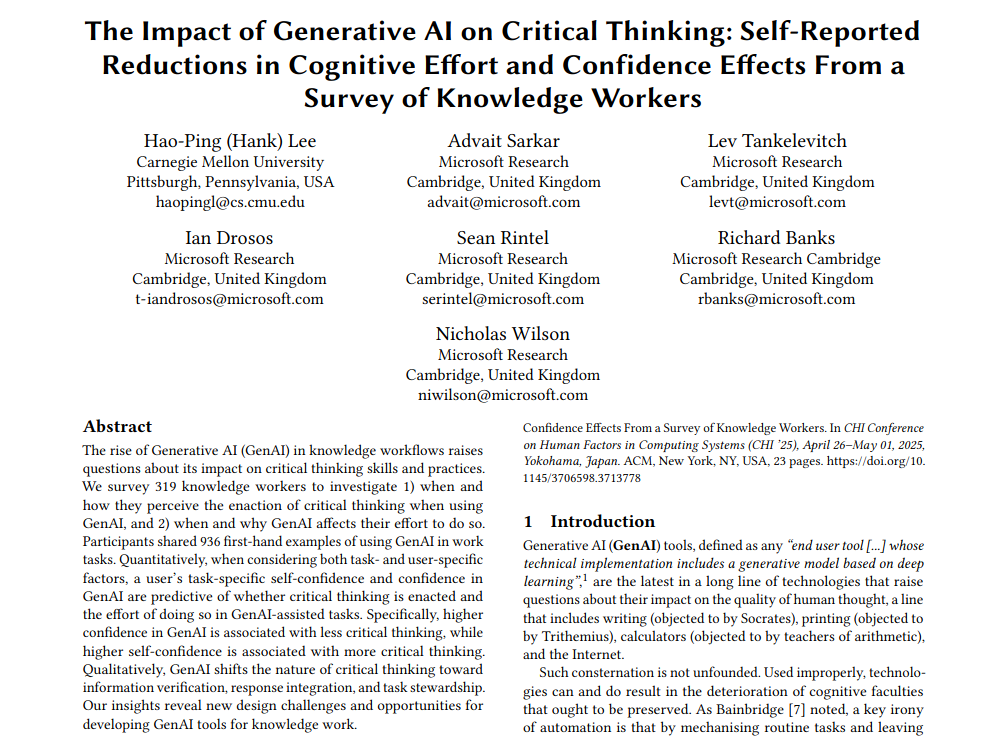 The Impact of Generative AI on Critical Thinking: Self-Reported
Reductions in Cognitive Effort and Confidence Effects From a
Survey of Knowledge Workers
Hao-Ping (Hank) Lee
Carnegie Mellon University
Pittsburgh, Pennsylvania, USA
haopingl@cs.cmu.edu
Advait Sarkar
Microsoft Research
Cambridge, United Kingdom
advait@microsoft.com
Lev Tankelevitch
Microsoft Research
Cambridge, United Kingdom
levt@microsoft.com
Ian Drosos
Microsoft Research
Cambridge, United Kingdom
t-iandrosos@microsoft.com
Sean Rintel
Microsoft Research
Cambridge, United Kingdom
serintel@microsoft.com
Richard Banks
Microsoft Research Cambridge
Cambridge, United Kingdom
rbanks@microsoft.com
Nicholas Wilson
Microsoft Research
Cambridge, United Kingdom
niwilson@microsoft.com
Abstract
The rise of Generative AI (GenAI) in knowledge workflows raises
questions about its impact on critical thinking skills and practices.
We survey 319 knowledge workers to investigate 1) when and
how they perceive the enaction of critical thinking when using
GenAI, and 2) when and why GenAI affects their effort to do so.
Participants shared 936 first-hand examples of using GenAI in work
tasks. Quantitatively, when considering both task- and user-specific
factors, a user's task-specific self-confidence and confidence in
GenAI are predictive of whether critical thinking is enacted and
the effort of doing so in GenAI-assisted tasks. Specifically, higher
confidence in GenAI is associated with less critical thinking, while
higher self-confidence is associated with more critical thinking.
Qualitatively, GenAI shifts the nature of critical thinking toward
information verification, response integration, and task stewardship.
Our insights reveal new design challenges and opportunities for
developing GenAI tools for knowledge work.
Confidence Effects From a Survey of Knowledge Workers. In CHI Conference
on Human Factors in Computing Systems (CHI '25), April 26–May 01, 2025,
Yokohama, Japan. ACM, New York, NY, USA, 23 pages. https://doi.org/10.
1145/3706598.3713778
1 Introduction
Generative AI (GenAI) tools, defined as any “end user tool [...] whose
technical implementation includes a generative model based on deep
learning”,1 are the latest in a long line of technologies that raise
questions about their impact on the quality of human thought, a line
that includes writing (objected to by Socrates), printing (objected to
by Trithemius), calculators (objected to by teachers of arithmetic),
and the Internet.
Such consternation is not unfounded. Used improperly, technolo-
gies can and do result in the deterioration of cognitive faculties
that ought to be preserved. As Bainbridge [7] noted, a key irony
of automation is that by mechanising routine tasks and leaving